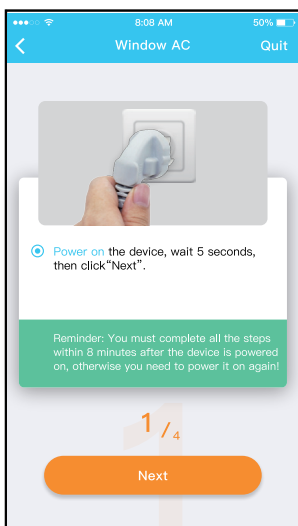 8:08 AM
50%
Window AC
Quit
Power on the device, wait 5 seconds,
then click“Next”.
Reminder: You must complete all the steps
within 8 minutes after the device is powered
on, otherwise you need to power it on again!
1/4
Next